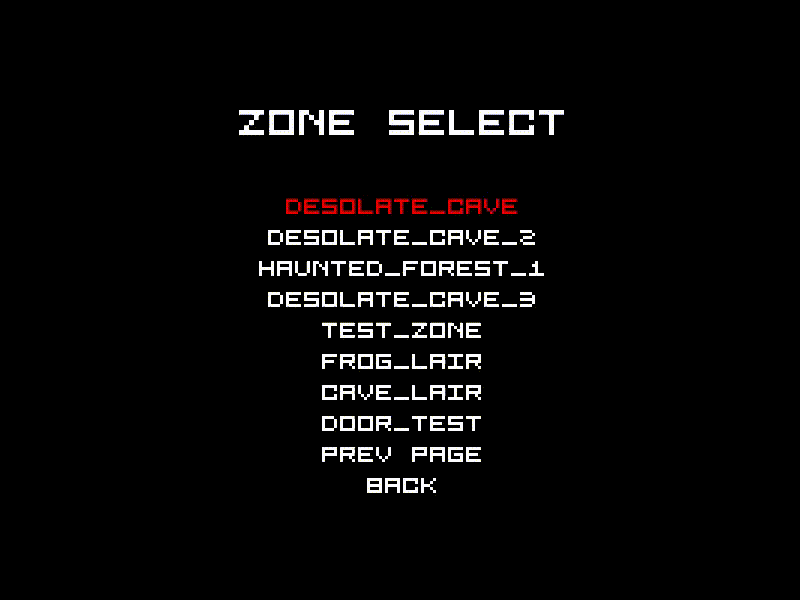 ZONE SELECT
DESOLATE_CAVE
DESOLATE_CAVE_2
HAUNTED_FOREST_1
DESOLATE_CAVE_3
TEST_ZONE
FROG_LAIR
CAVE_LAIR
DOOR_TEST
PREV PAGE
BACK